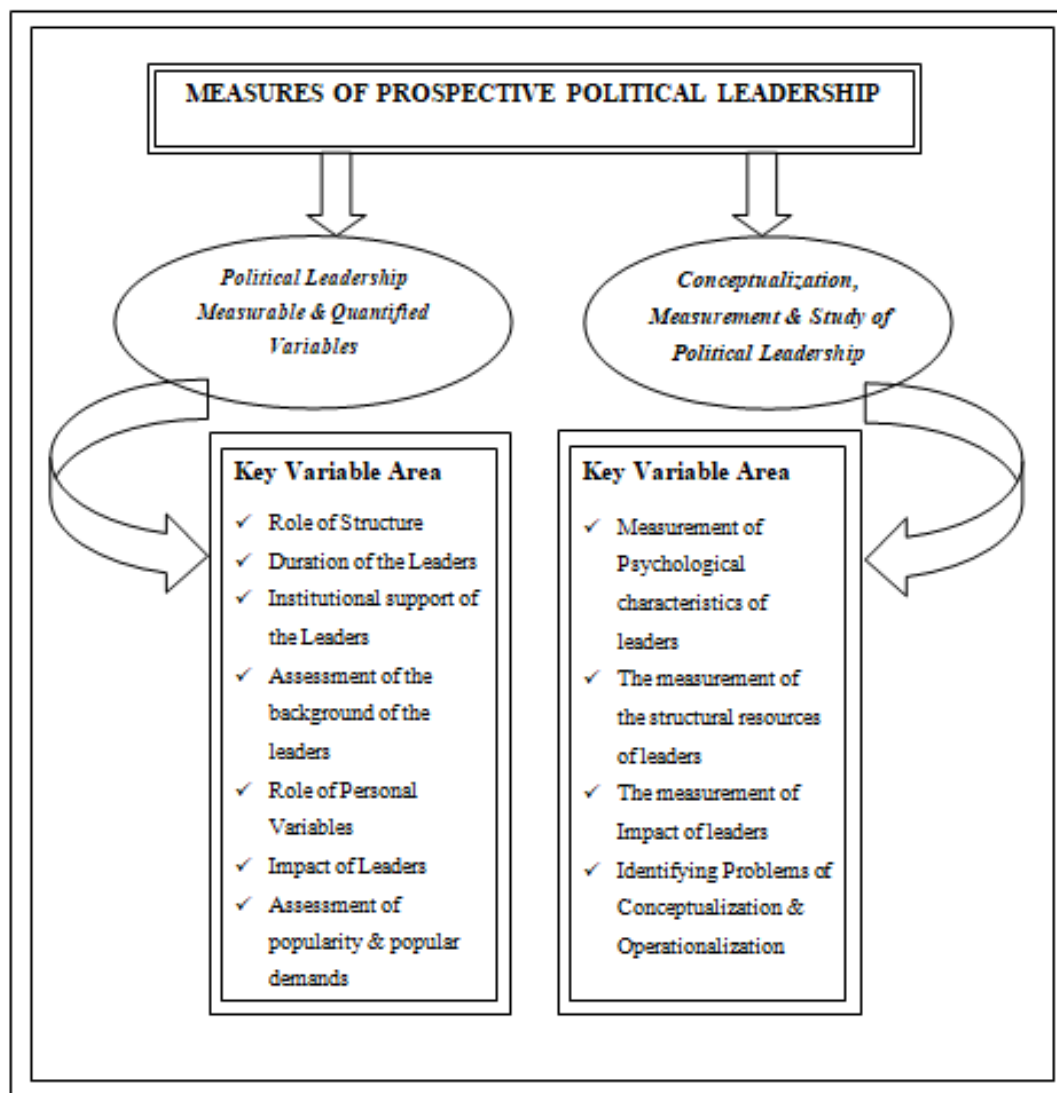 MEASURES OF PROSPECTIVE POLITICAL LEADERSHIP
Political Leadership
Measurable & Quantified
Variables
Conceptualization,
Measurement & Study of
Political Leadership
Key Variable Area
✓ Role of Structure
✓ Duration of the Leaders
✓ Institutional support of
the Leaders
✓ Assessment of the
background of the
leaders
✓ Role of Personal
Variables
✓ Impact of Leaders
✓ Assessment of
popularity & popular
demands
Key Variable Area
✓ Measurement of
Psychological
characteristics of
leaders
✓ The measurement of
the structural resources
of leaders
✓ The measurement of
Impact of leaders
✓ Identifying Problems of
Conceptualization &
Operationalization